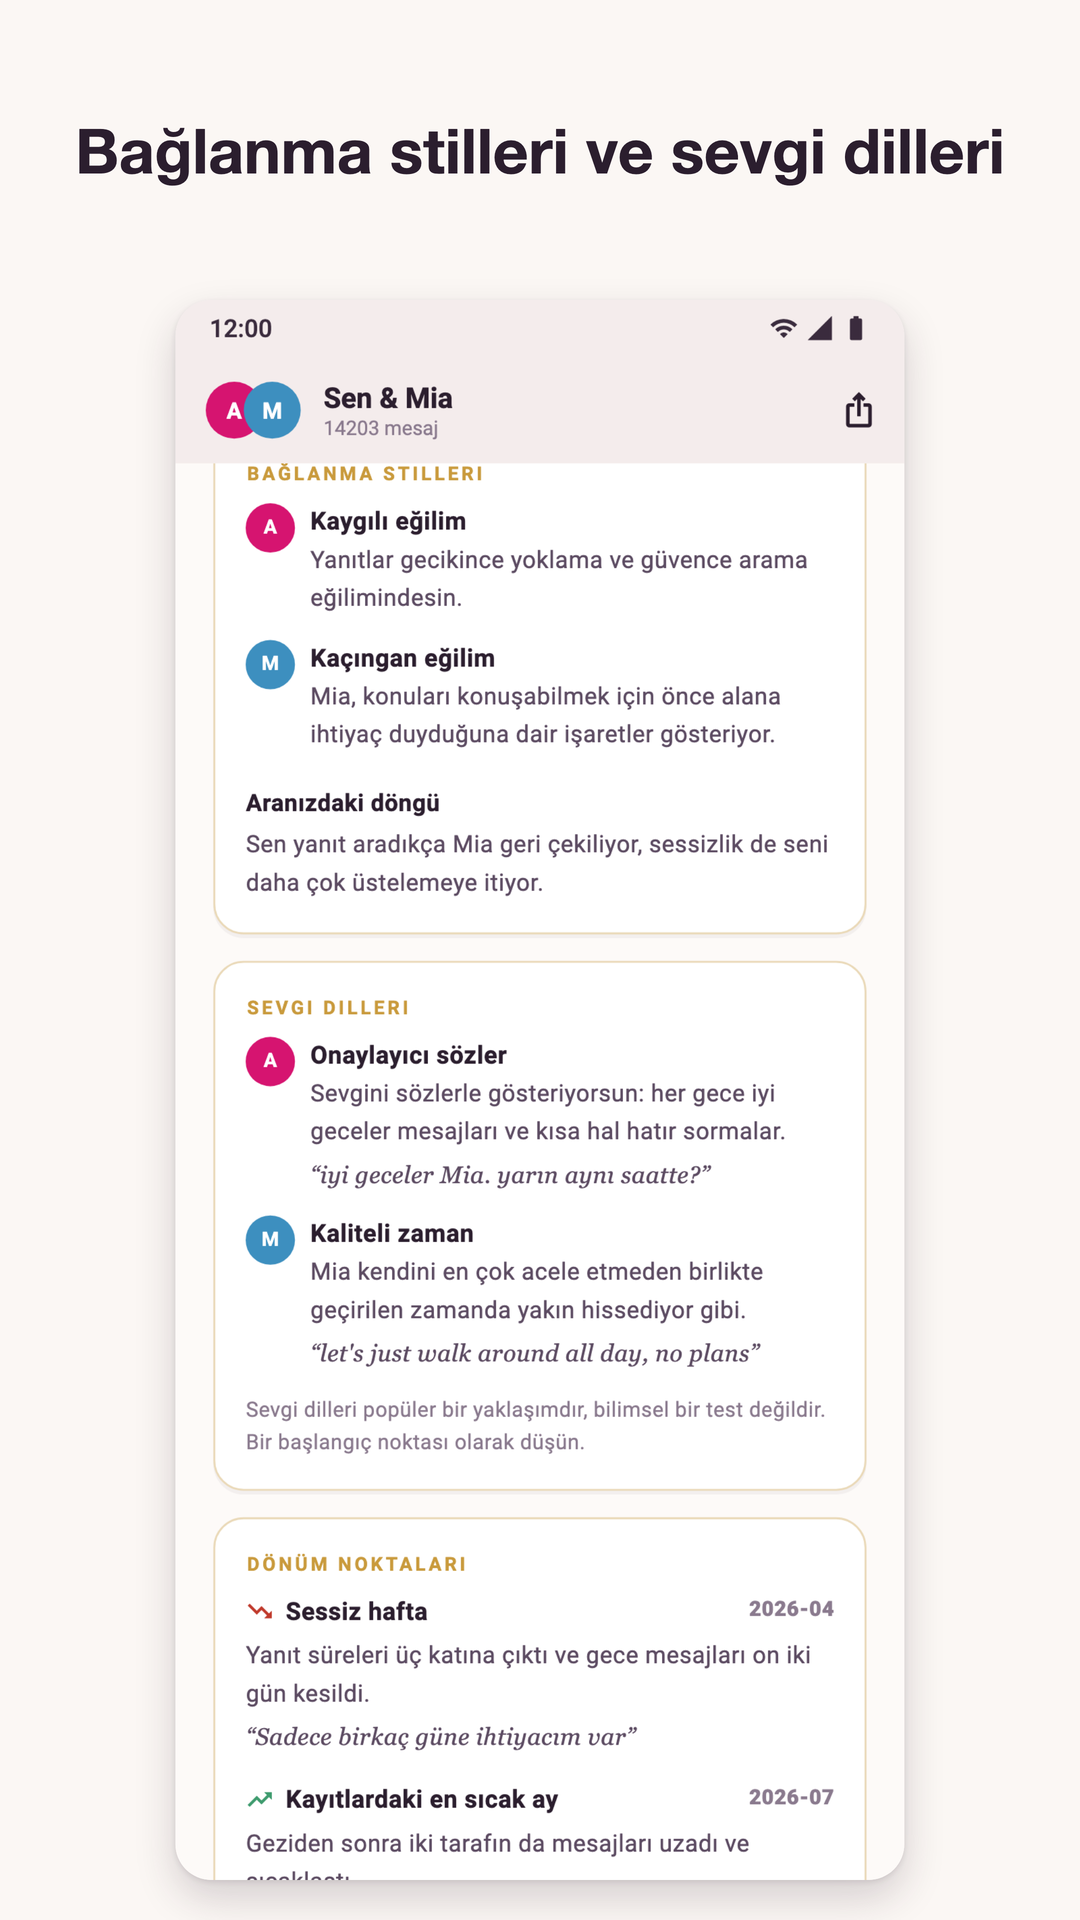 Bağlanma stilleri ve sevgi dilleri
12:00
A M
Sen & Mia
14203 mesaj
BAĞLANMA STILLERI
A
Kaygılı eğilim
Yanıtlar gecikince yoklama ve güvence arama
eğilimindesin.
M
Kaçıngan eğilim
Mia, konuları konuşabilmek için önce alana
ihtiyaç duyduğuna dair işaretler gösteriyor.
Aranızdaki döngü
Sen yanıt aradıkça Mia geri çekiliyor, sessizlik de seni
daha çok üstelemeye itiyor.
SEVGI DILLERI
A
Onaylayıcı sözler
Sevgini sözlerle gösteriyorsun: her gece iyi
geceler mesajları ve kısa hal hatır sormalar.
“iyi geceler Mia. yarın aynı saatte?”
M
Kaliteli zaman
Mia kendini en çok acele etmeden birlikte
geçirilen zamanda yakın hissediyor gibi.
“let's just walk around all day, no plans”
Sevgi dilleri popüler bir yaklaşımdır, bilimsel bir test değildir.
Bir başlangıç noktası olarak düşün.
DÖNÜM NOKTALARI
Sessiz hafta 2026-04
Yanıt süreleri üç katına çıktı ve gece mesajları on iki
gün kesildi.
“Sadece birkaç güne ihtiyacım var”
Kayıtlardaki en sıcak ay 2026-07
Geziden sonra iki tarafın da mesajları uzadı ve